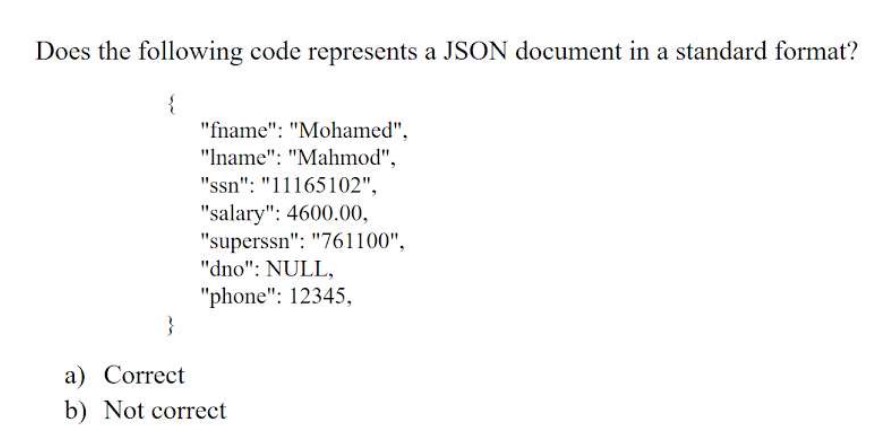 Does the following code represents a JSON document in a standard format?
{
"fname": "Mohamed",
"lname": "Mahmod",
"ssn": "11165102",
"salary": 4600.00,
"superssn": "761100",
"dno": NULL,
"phone": 12345,
}
a) Correct
b) Not correct